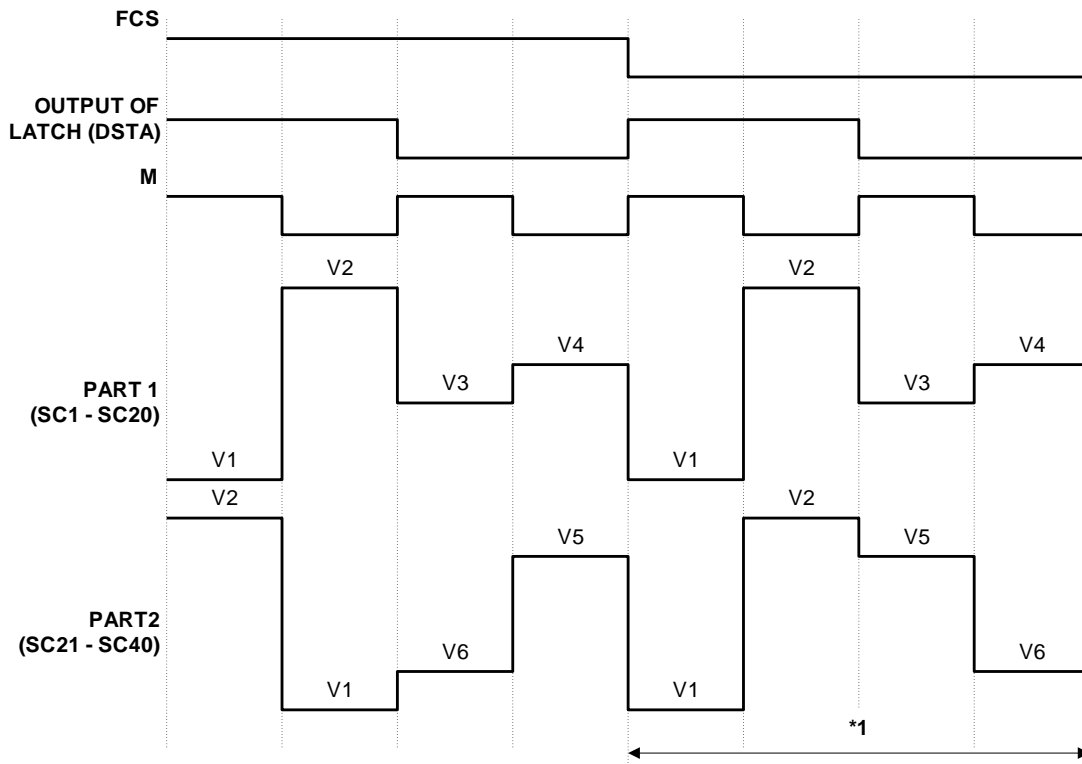 FCS
OUTPUT OF
LATCH (DSTA)
M
V2 V2
V4 V4
V3 V3
PART 1
(SC1 - SC20)
V1 V1
V2 V2
V5 V5
PART2
(SC21 - SC40)
V6 V6
V1 V1
*1